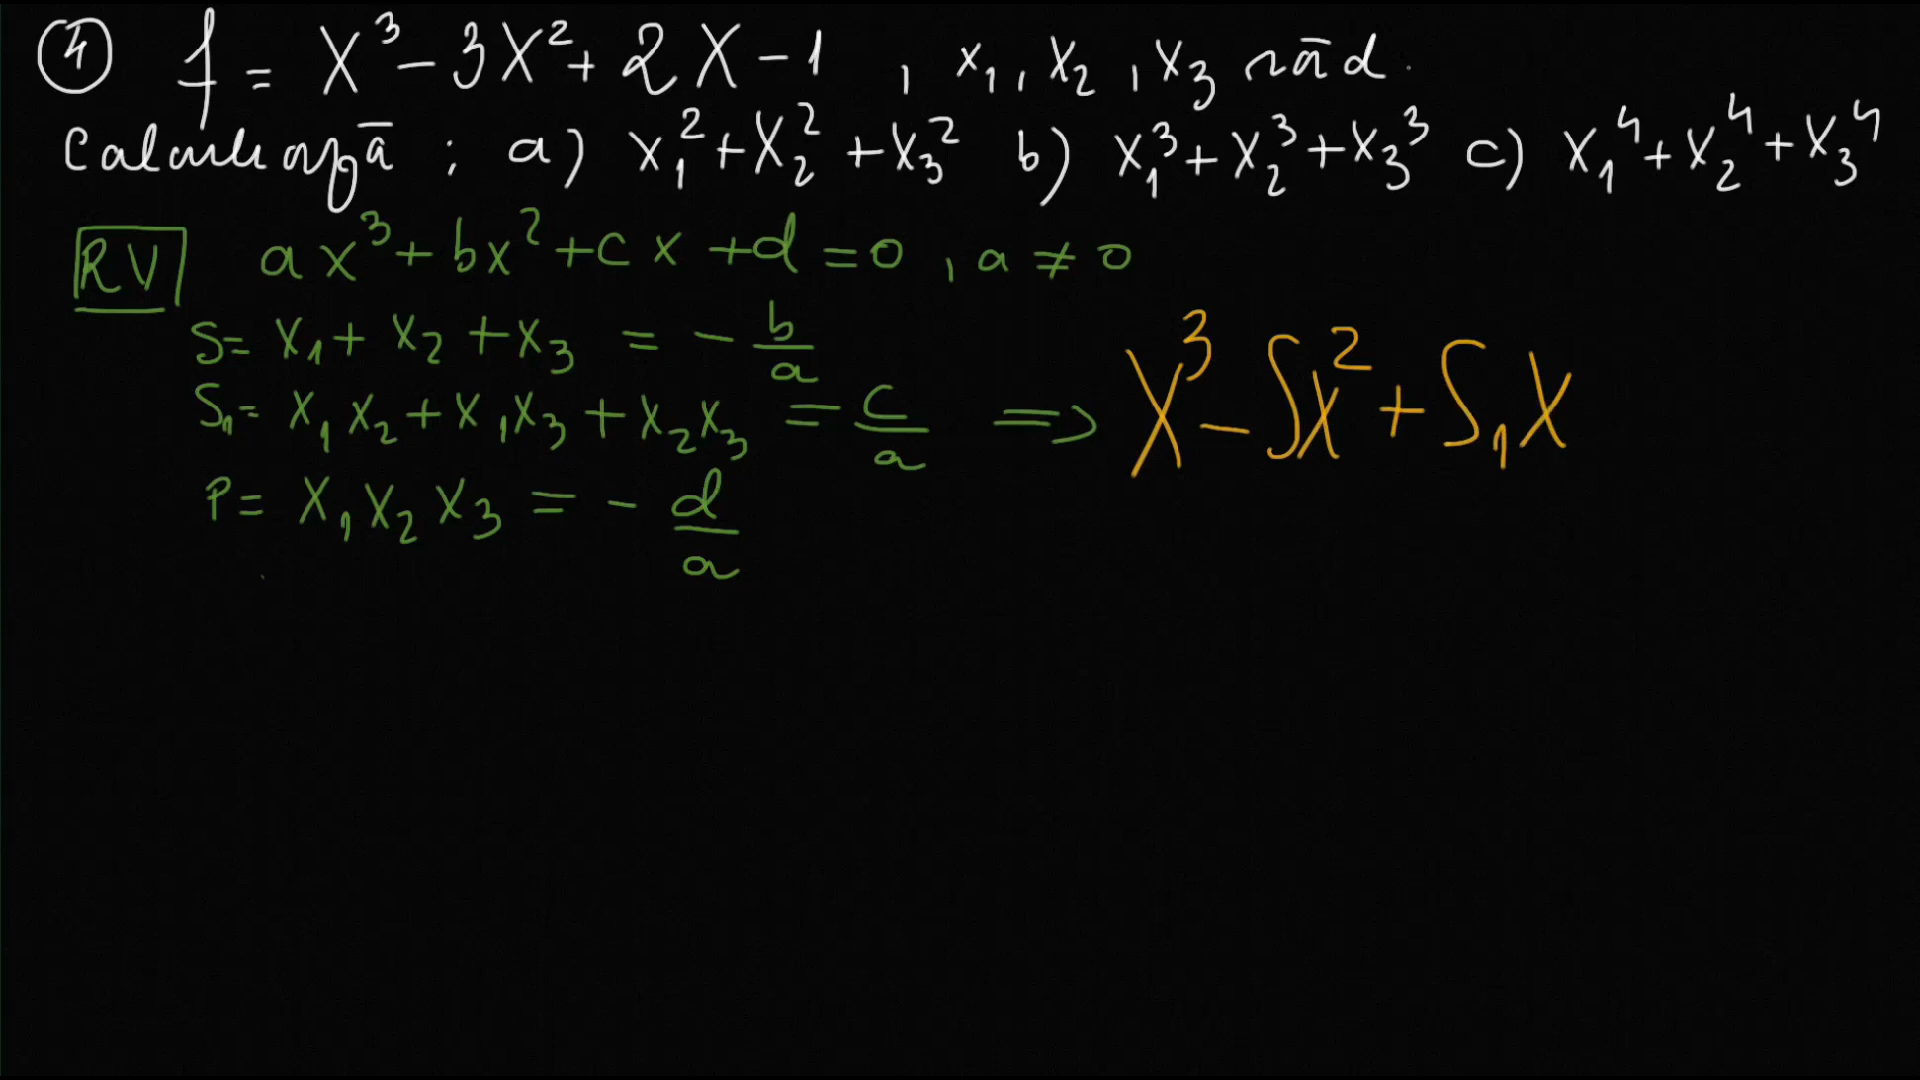 ④ f = X³ - 3X² + 2X - 1 , x₁, x₂, x₃ răd.
Calculează : a) x₁² + x₂² + x₃² b) x₁³ + x₂³ + x₃³ c) x₁⁴ + x₂⁴ + x₃⁴
RV ax³ + bx² + cx + d = 0 , a ≠ 0
S = x₁ + x₂ + x₃ = - b/a
S₁ = x₁x₂ + x₁x₃ + x₂x₃ = c/a ⇒ X³ - SX² + S₁X
P = x₁x₂x₃ = - d/a